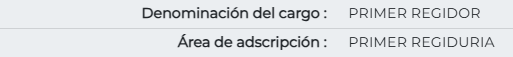 Denominación del cargo : PRIMER REGIDOR
Área de adscripción : PRIMER REGIDURIA